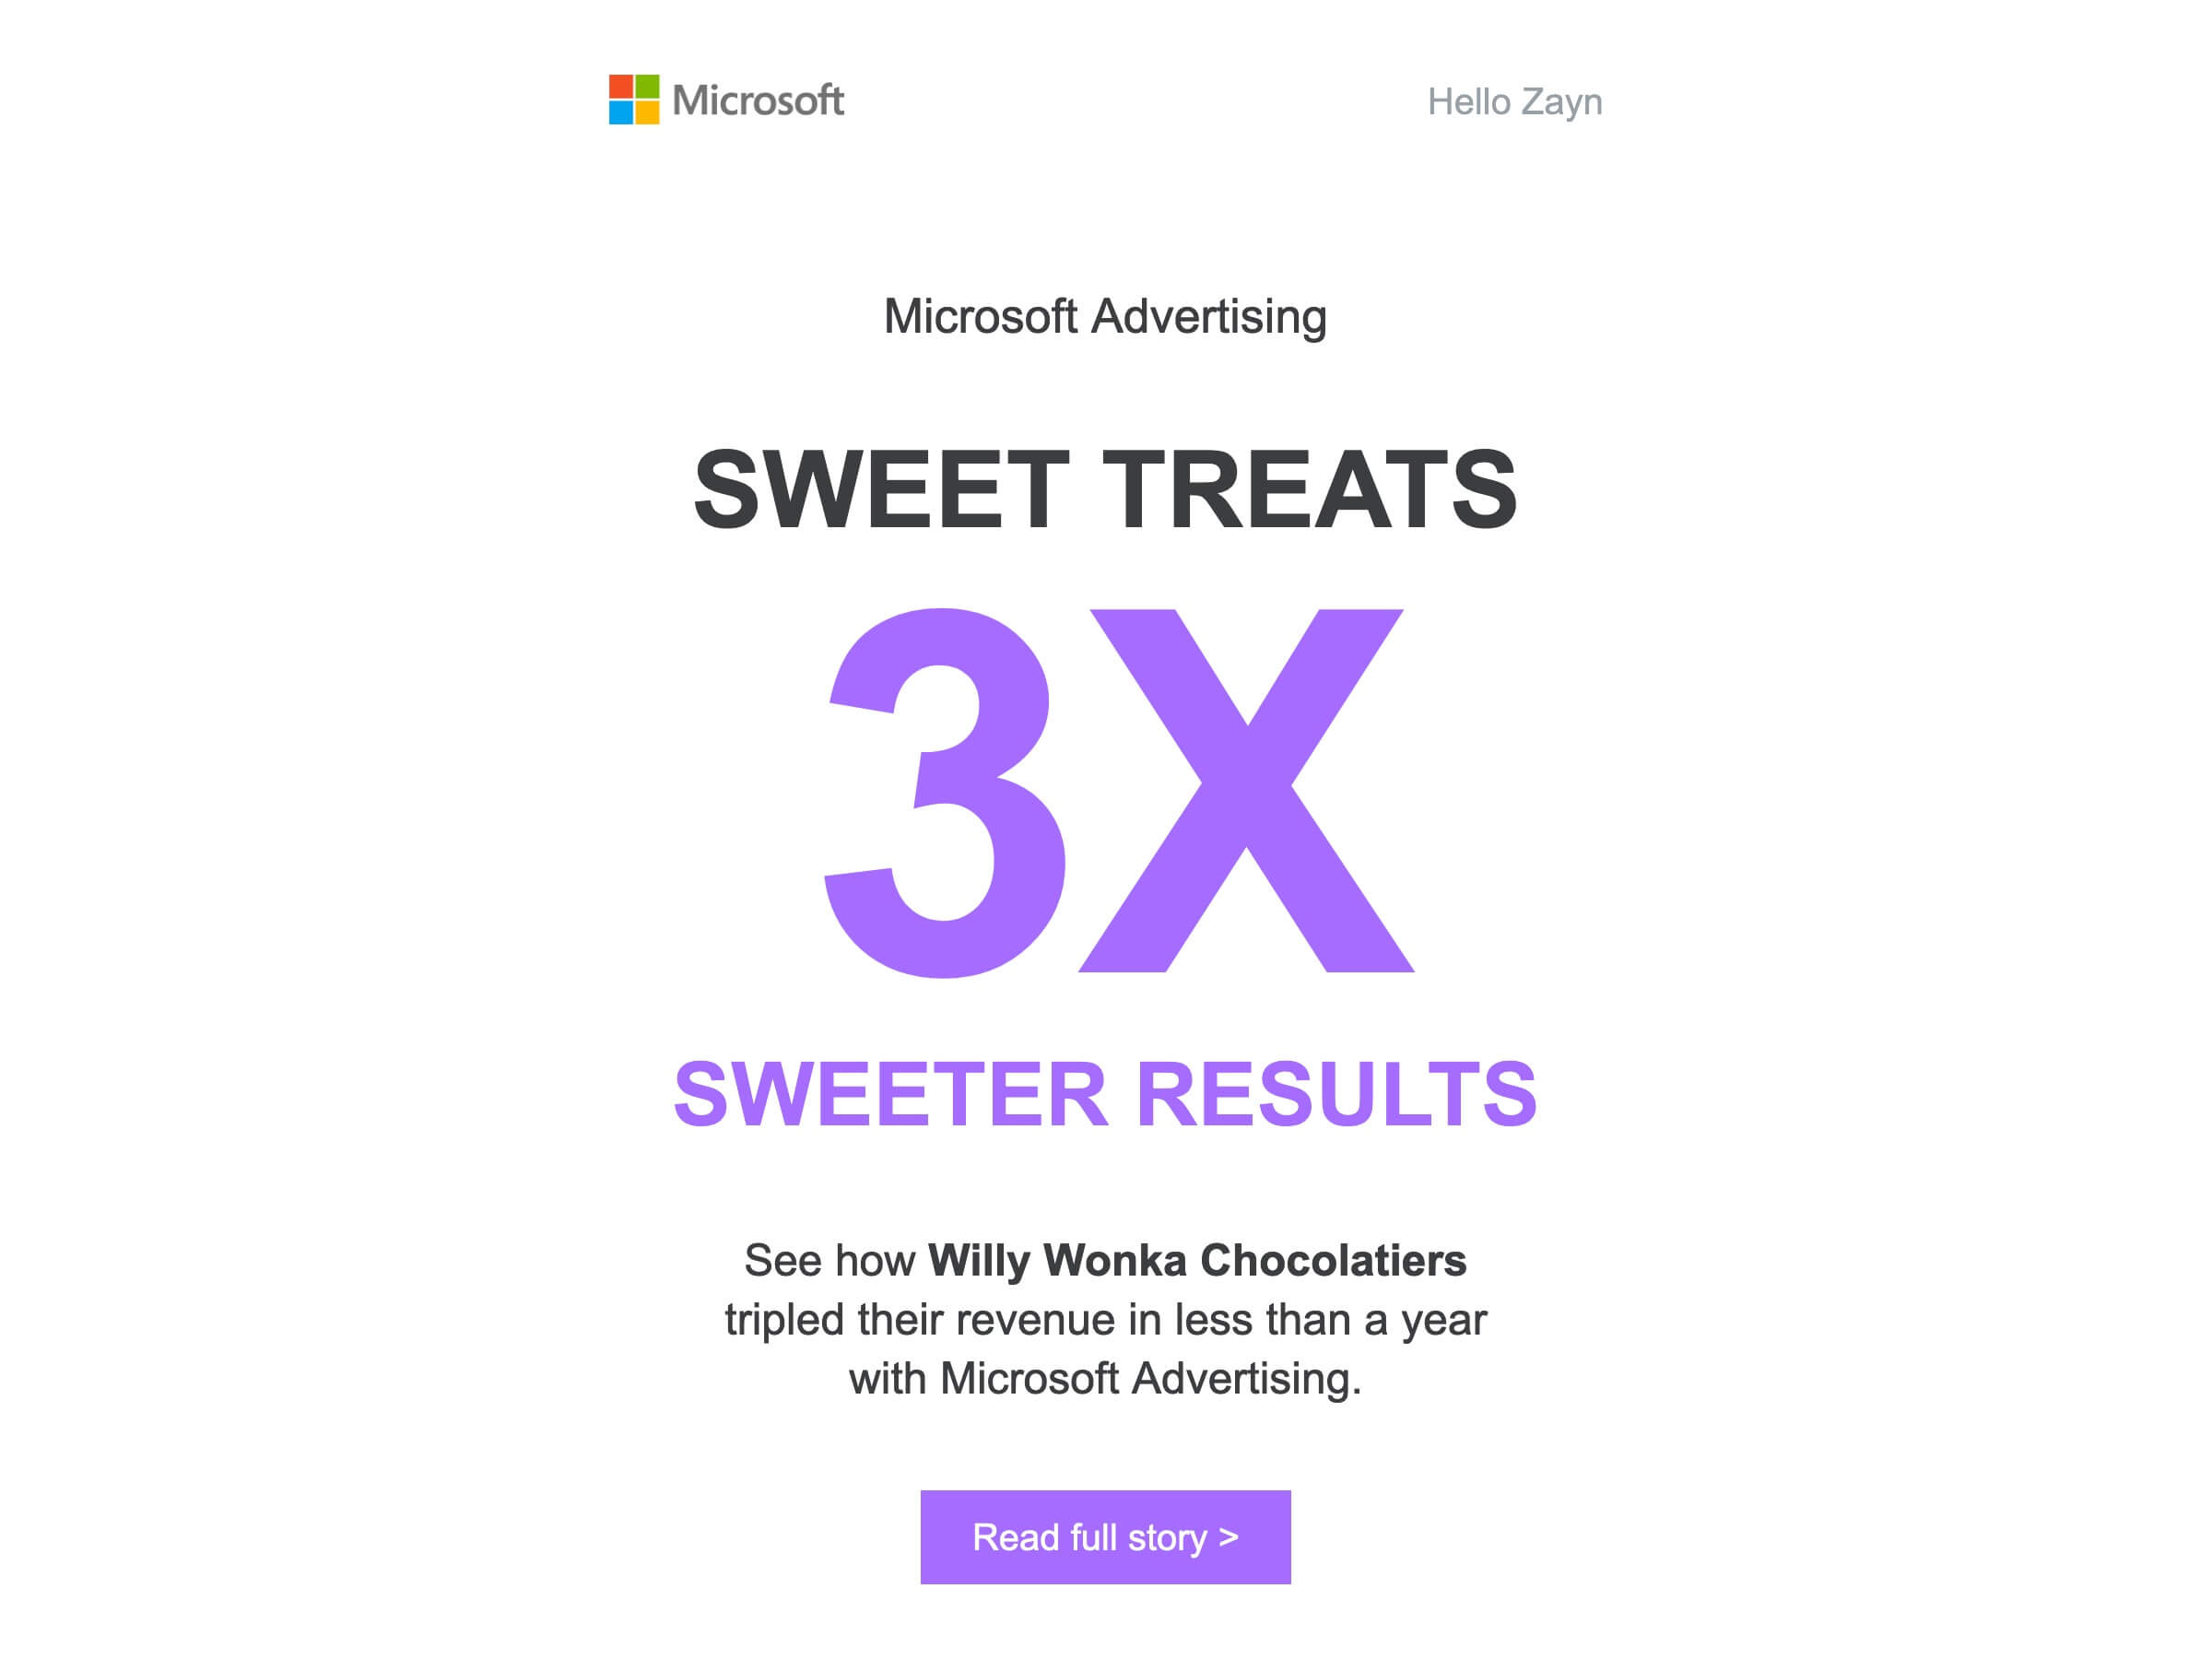 Microsoft
Hello Zayn
Microsoft Advertising
SWEET TREATS
3X
SWEETER RESULTS
See how Willy Wonka Chocolatiers
tripled their revenue in less than a year
with Microsoft Advertising.
Read full story >